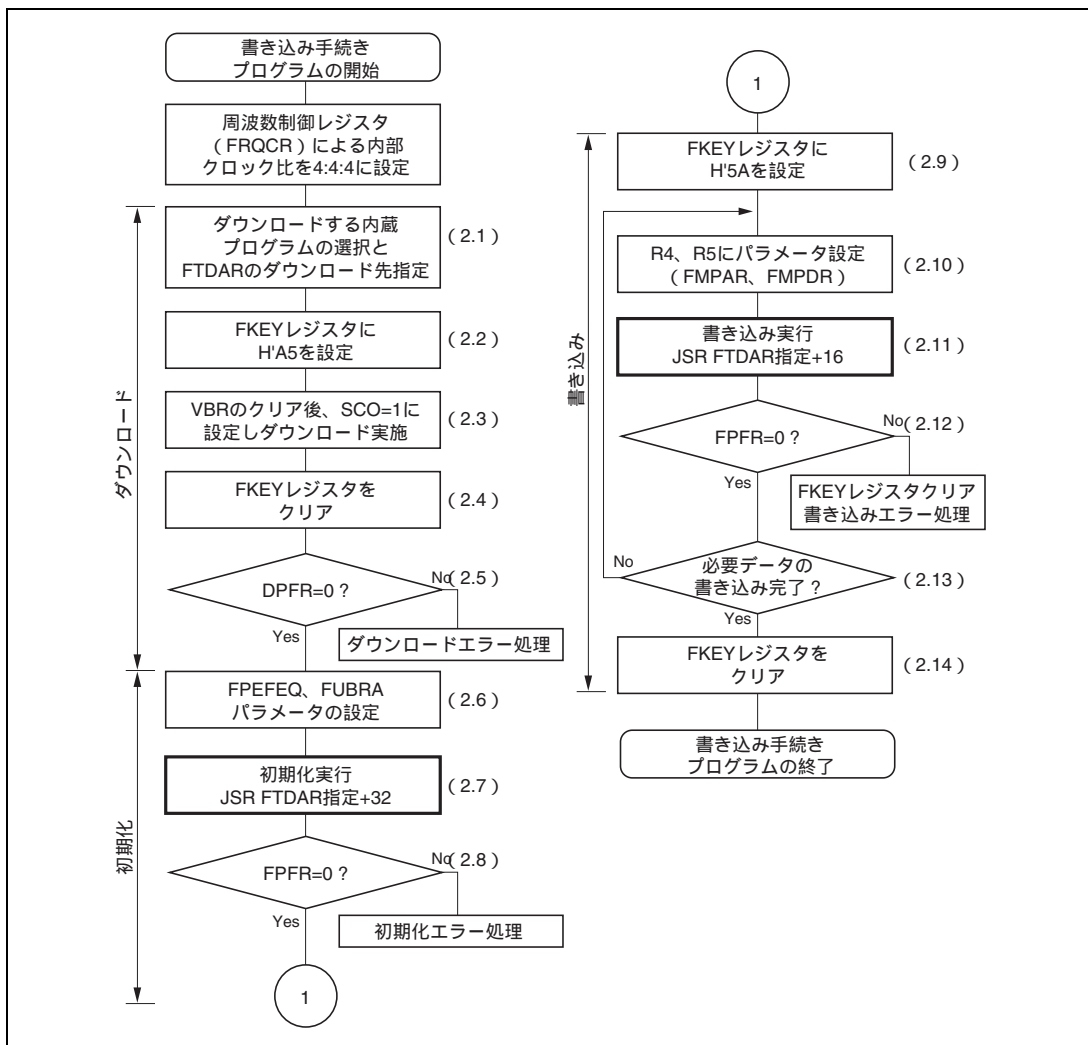 書き込み手続き
プログラムの開始
周波数制御レジスタ
(FRQCR)による内部
クロック比を4:4:4に設定
ダウンロード
ダウンロードする内蔵
プログラムの選択と
FTDARのダウンロード先指定
(2.1)
FKEYレジスタに
H'A5を設定
(2.2)
VBRのクリア後、SCO=1に
設定しダウンロード実施
(2.3)
FKEYレジスタを
クリア
(2.4)
DPFR=0?
No(2.5)
Yes
ダウンロードエラー処理
初期化
FPEFEQ、FUBRA
パラメータの設定
(2.6)
初期化実行
JSR FTDAR指定+32
(2.7)
FPFR=0?
No(2.8)
Yes
初期化エラー処理
1
1
書き込み
FKEYレジスタに
H'5Aを設定
(2.9)
R4、R5にパラメータ設定
(FMPAR、FMPDR)
(2.10)
書き込み実行
JSR FTDAR指定+16
(2.11)
FPFR=0?
No(2.12)
Yes
FKEYレジスタクリア
書き込みエラー処理
No
必要データの
書き込み完了?
(2.13)
Yes
FKEYレジスタを
クリア
(2.14)
書き込み手続き
プログラムの終了